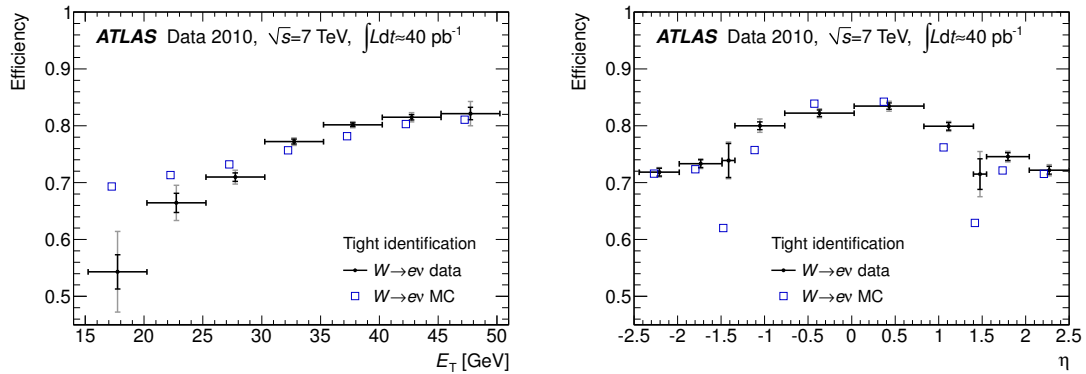 Efficiency
1
0.9
0.8
0.7
0.6
0.5
ATLAS Data 2010, √s=7 TeV, ∫Ldt≈40 pb⁻¹
Tight identification
W→eν data
W→eν MC
15 20 25 30 35 40 45 50
E_T [GeV]
Efficiency
1
0.9
0.8
0.7
0.6
0.5
ATLAS Data 2010, √s=7 TeV, ∫Ldt≈40 pb⁻¹
Tight identification
W→eν data
W→eν MC
-2.5 -2 -1.5 -1 -0.5 0 0.5 1 1.5 2 2.5
η